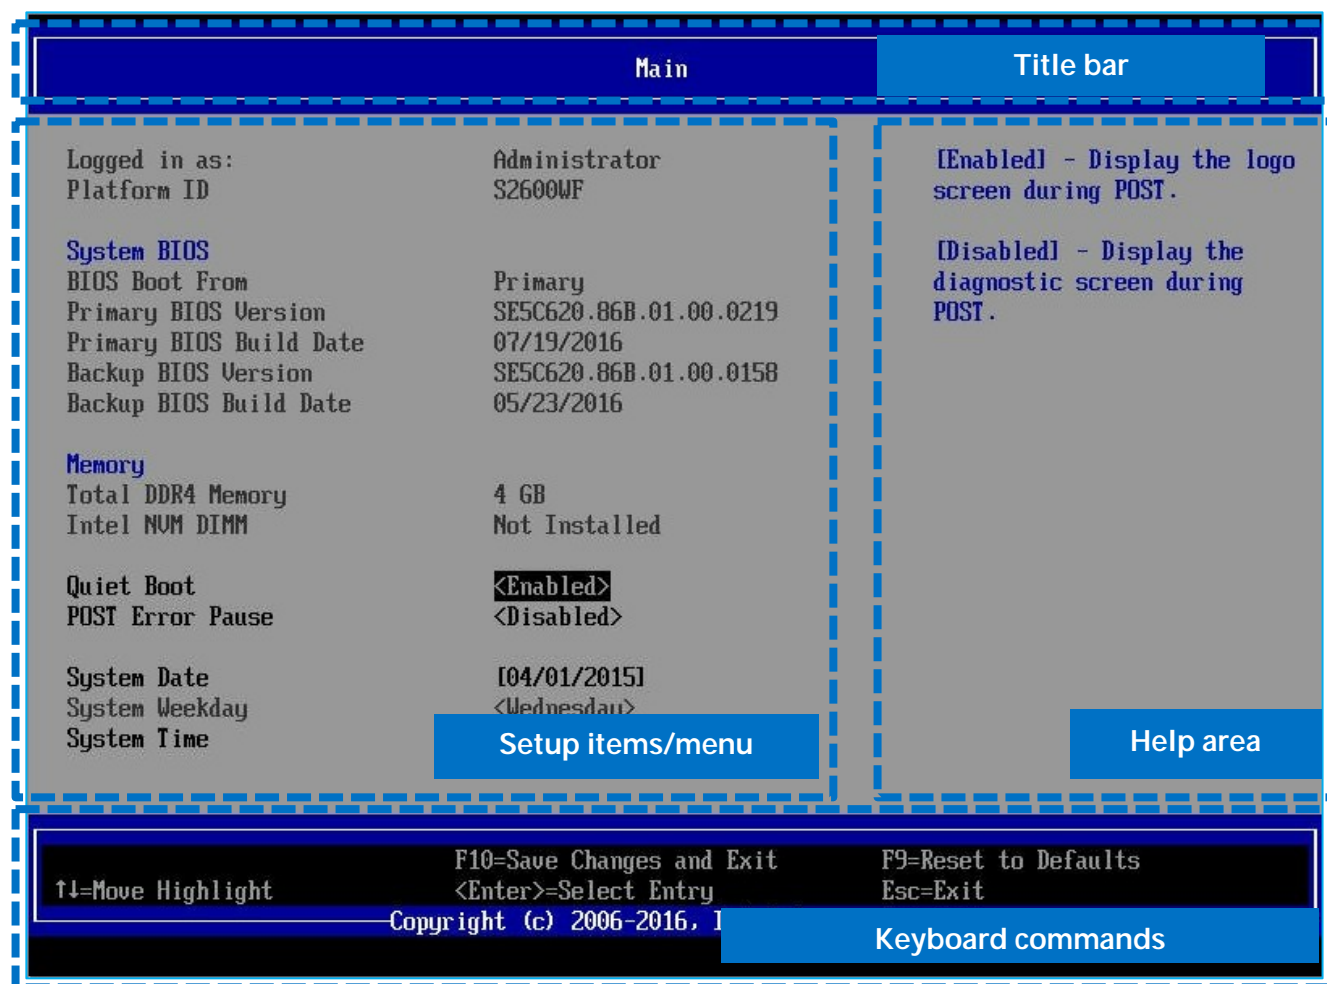 Main
Title bar
Logged in as: Administrator
Platform ID S2600WF
System BIOS
BIOS Boot From Primary
Primary BIOS Version SE5C620.86B.01.00.0219
Primary BIOS Build Date 07/19/2016
Backup BIOS Version SE5C620.86B.01.00.0158
Backup BIOS Build Date 05/23/2016
Memory
Total DDR4 Memory 4 GB
Intel NVM DIMM Not Installed
Quiet Boot <Enabled>
POST Error Pause <Disabled>
System Date [04/01/2015]
System Weekday <Wednesday>
System Time
Setup items/menu
[Enabled] - Display the logo
screen during POST.
[Disabled] - Display the
diagnostic screen during
POST.
Help area
F10=Save Changes and Exit F9=Reset to Defaults
↑↓=Move Highlight <Enter>=Select Entry Esc=Exit
Copyright (c) 2006-2016,
Keyboard commands